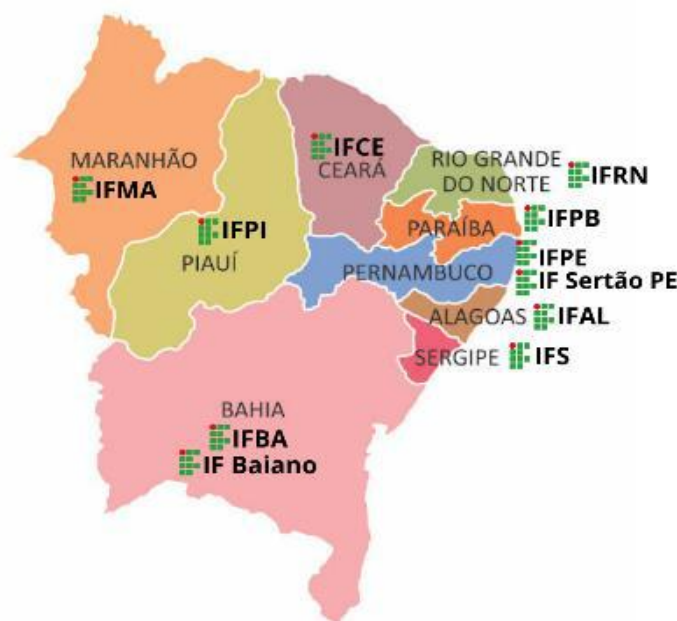 MARANHÃO
IFMA
IFPI
PIAUÍ
IFCE
CEARÁ
RIO GRANDE
DO NORTE
IFRN
PARAÍBA
IFPB
PERNAMBUCO
IFPE
IF Sertão PE
ALAGOAS
IFAL
SERGIPE
IFS
BAHIA
IFBA
IF Baiano